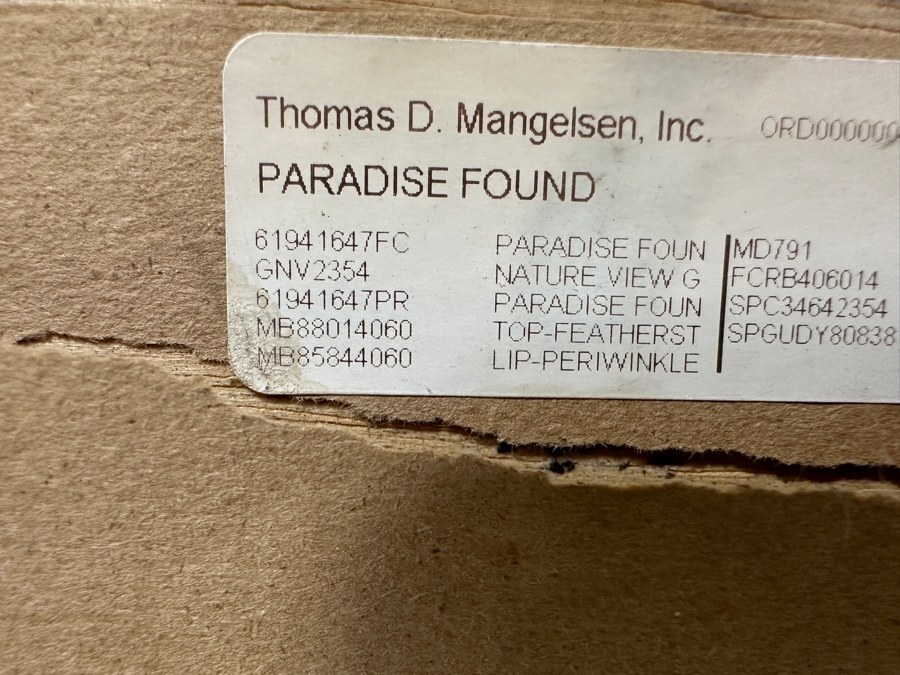 Thomas D. Mangelsen, Inc. ORD000000
PARADISE FOUND
61941647FC PARADISE FOUN MD791
GNV2354 NATURE VIEW G FCRB406014
61941647PR PARADISE FOUN SPC34642354
MB88014060 TOP-FEATHERST SPGUDY80838
MB85844060 LIP-PERIWINKLE